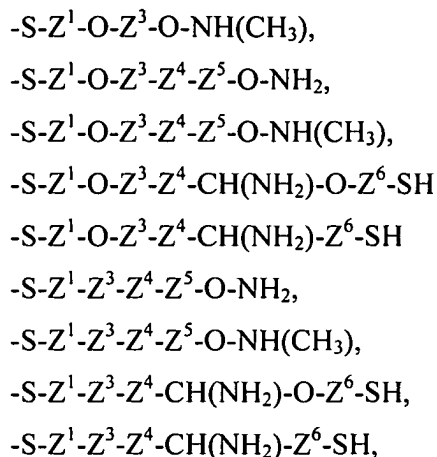 -S-Z¹-O-Z³-O-NH(CH₃),
-S-Z¹-O-Z³-Z⁴-Z⁵-O-NH₂,
-S-Z¹-O-Z³-Z⁴-Z⁵-O-NH(CH₃),
-S-Z¹-O-Z³-Z⁴-CH(NH₂)-O-Z⁶-SH
-S-Z¹-O-Z³-Z⁴-CH(NH₂)-Z⁶-SH
-S-Z¹-Z³-Z⁴-Z⁵-O-NH₂,
-S-Z¹-Z³-Z⁴-Z⁵-O-NH(CH₃),
-S-Z¹-Z³-Z⁴-CH(NH₂)-O-Z⁶-SH,
-S-Z¹-Z³-Z⁴-CH(NH₂)-Z⁶-SH,